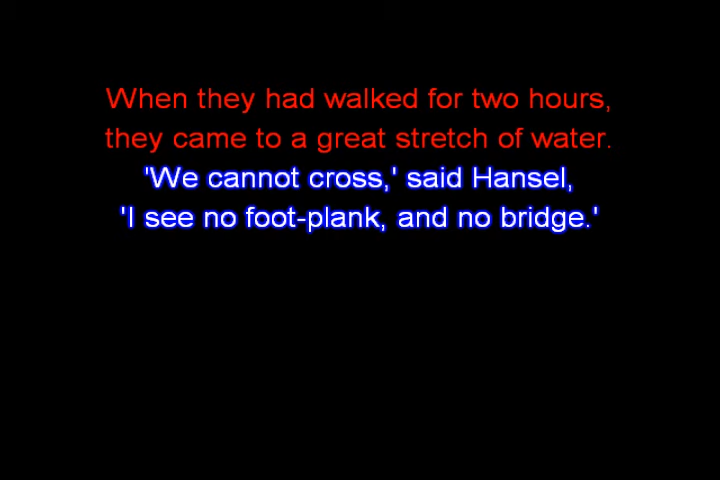 When they had walked for two hours,
they came to a great stretch of water.
'We cannot cross,' said Hansel,
'I see no foot-plank, and no bridge.'